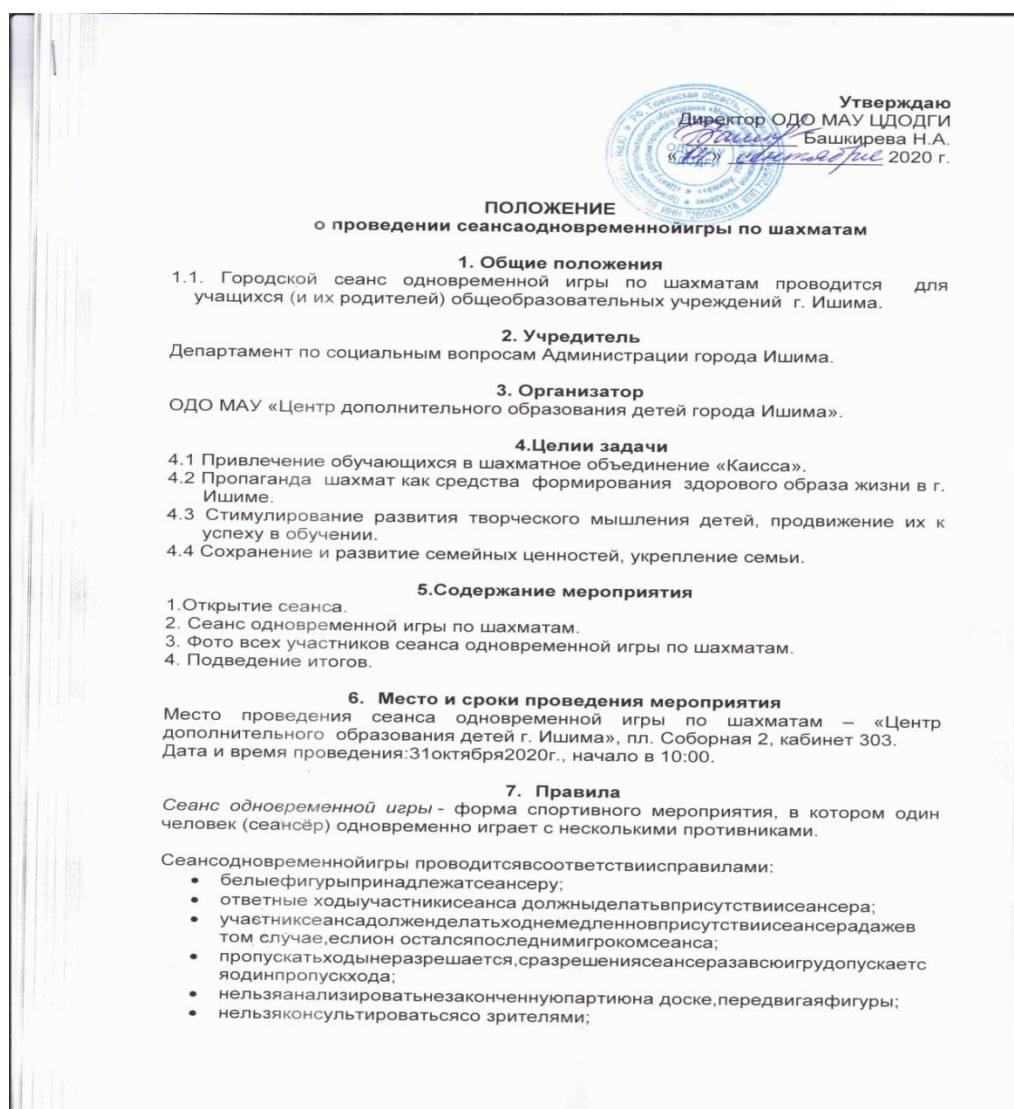 Утверждаю
Директор ОДО МАУ ЦДОДГИ
Башкирева Н.А.
« » сентября 2020 г.
ОДО МАУ
ЦДОДГИ
ИНН 7205026316
ПОЛОЖЕНИЕ
о проведении сеансаодновременнойигры по шахматам
1. Общие положения
1.1. Городской сеанс одновременной игры по шахматам проводится для
учащихся (и их родителей) общеобразовательных учреждений г. Ишима.
2. Учредитель
Департамент по социальным вопросам Администрации города Ишима.
3. Организатор
ОДО МАУ «Центр дополнительного образования детей города Ишима».
4.Целии задачи
4.1 Привлечение обучающихся в шахматное объединение «Каисса».
4.2 Пропаганда шахмат как средства формирования здорового образа жизни в г.
Ишиме.
4.3 Стимулирование развития творческого мышления детей, продвижение их к
успеху в обучении.
4.4 Сохранение и развитие семейных ценностей, укрепление семьи.
5.Содержание мероприятия
1.Открытие сеанса.
2. Сеанс одновременной игры по шахматам.
3. Фото всех участников сеанса одновременной игры по шахматам.
4. Подведение итогов.
6. Место и сроки проведения мероприятия
Место проведения сеанса одновременной игры по шахматам – «Центр
дополнительного образования детей г. Ишима», пл. Соборная 2, кабинет 303.
Дата и время проведения:31октября2020г., начало в 10:00.
7. Правила
Сеанс одновременной игры - форма спортивного мероприятия, в котором один
человек (сеансёр) одновременно играет с несколькими противниками.
Сеансодновременнойигры проводитсявсоответствиисправилами:
• белыефигурыпринадлежатсеансеру;
• ответные ходыучастникисеанса должныделатьвприсутствиисеансера;
• участниксеансадолженделатьходнемедленновприсутствиисеансерадажев
том случае,еслион осталсяпоследнимигрокомсеанса;
• пропускатьходынеразрешается,сразрешениясеансеразавсюигрудопускаетс
яодинпропускхода;
• нельзяанализироватьнезаконченнуюпартиюна доске,передвигаяфигуры;
• нельзяконсультироватьсясо зрителями;